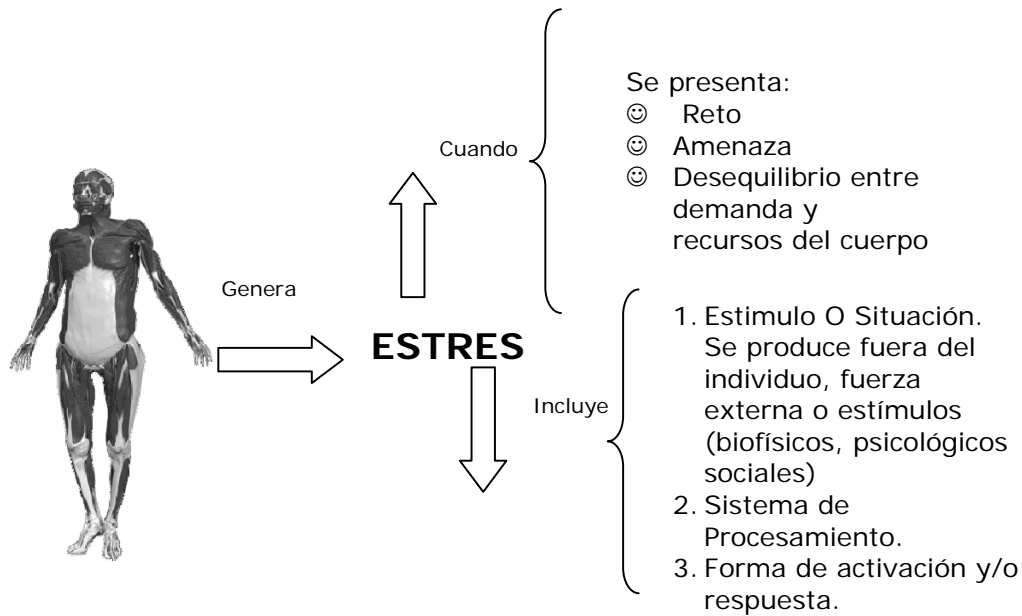 Genera
ESTRES
Cuando
Se presenta:
☺ Reto
☺ Amenaza
☺ Desequilibrio entre
demanda y
recursos del cuerpo
Incluye
1. Estimulo O Situación.
Se produce fuera del
individuo, fuerza
externa o estímulos
(biofísicos, psicológicos
sociales)
2. Sistema de
Procesamiento.
3. Forma de activación y/o
respuesta.